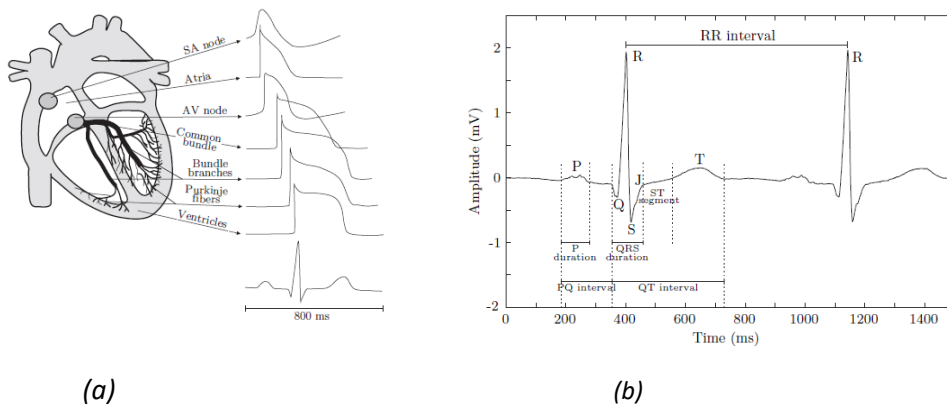 SA node
Atria
AV node
Common
bundle
Bundle
branches
Purkinje
fibers
Ventricles
800 ms
(a)
RR interval
R
R
P
Q
S
J
ST
segment
T
P
duration
QRS
duration
PQ interval
QT interval
Amplitude (mV)
2
1
0
-1
-2
0
200
400
600
800
1000
1200
1400
Time (ms)
(b)